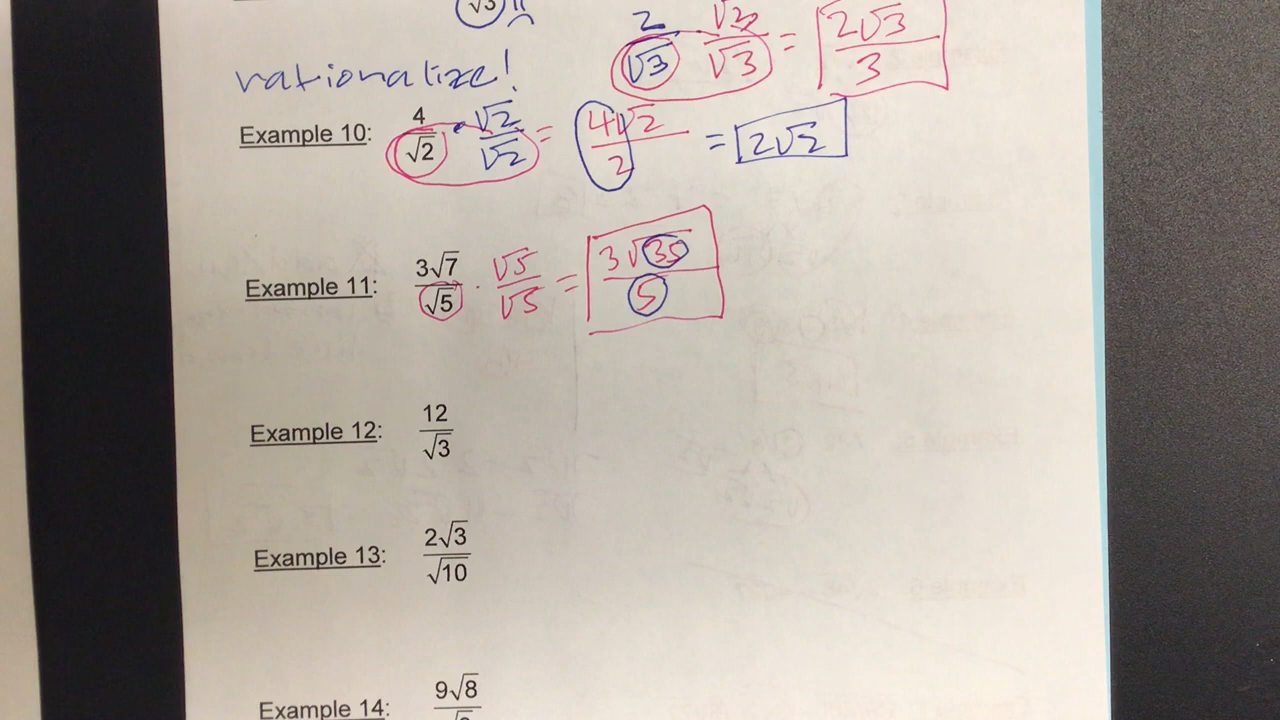 √3
2/√3 · √3/√3 = 2√3/3
rationalize!
Example 10: 4/√2 · √2/√2 = 4√2/2 = 2√2
Example 11: 3√7/√5 · √5/√5 = 3√35/5
Example 12: 12/√3
Example 13: 2√3/√10
Example 14: 9√8